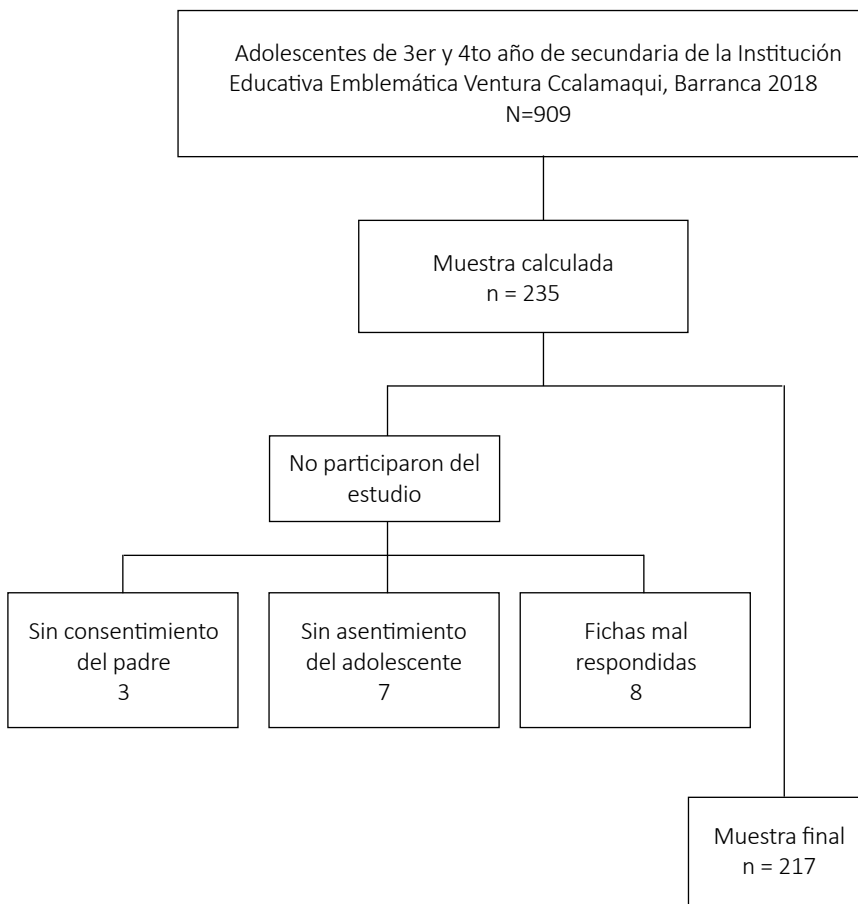 Adolescentes de 3er y 4to año de secundaria de la Institución
Educativa Emblemática Ventura Ccalamaqui, Barranca 2018
N=909
Muestra calculada
n = 235
No participaron del
estudio
Sin consentimiento
del padre
3
Sin asentimiento
del adolescente
7
Fichas mal
respondidas
8
Muestra final
n = 217